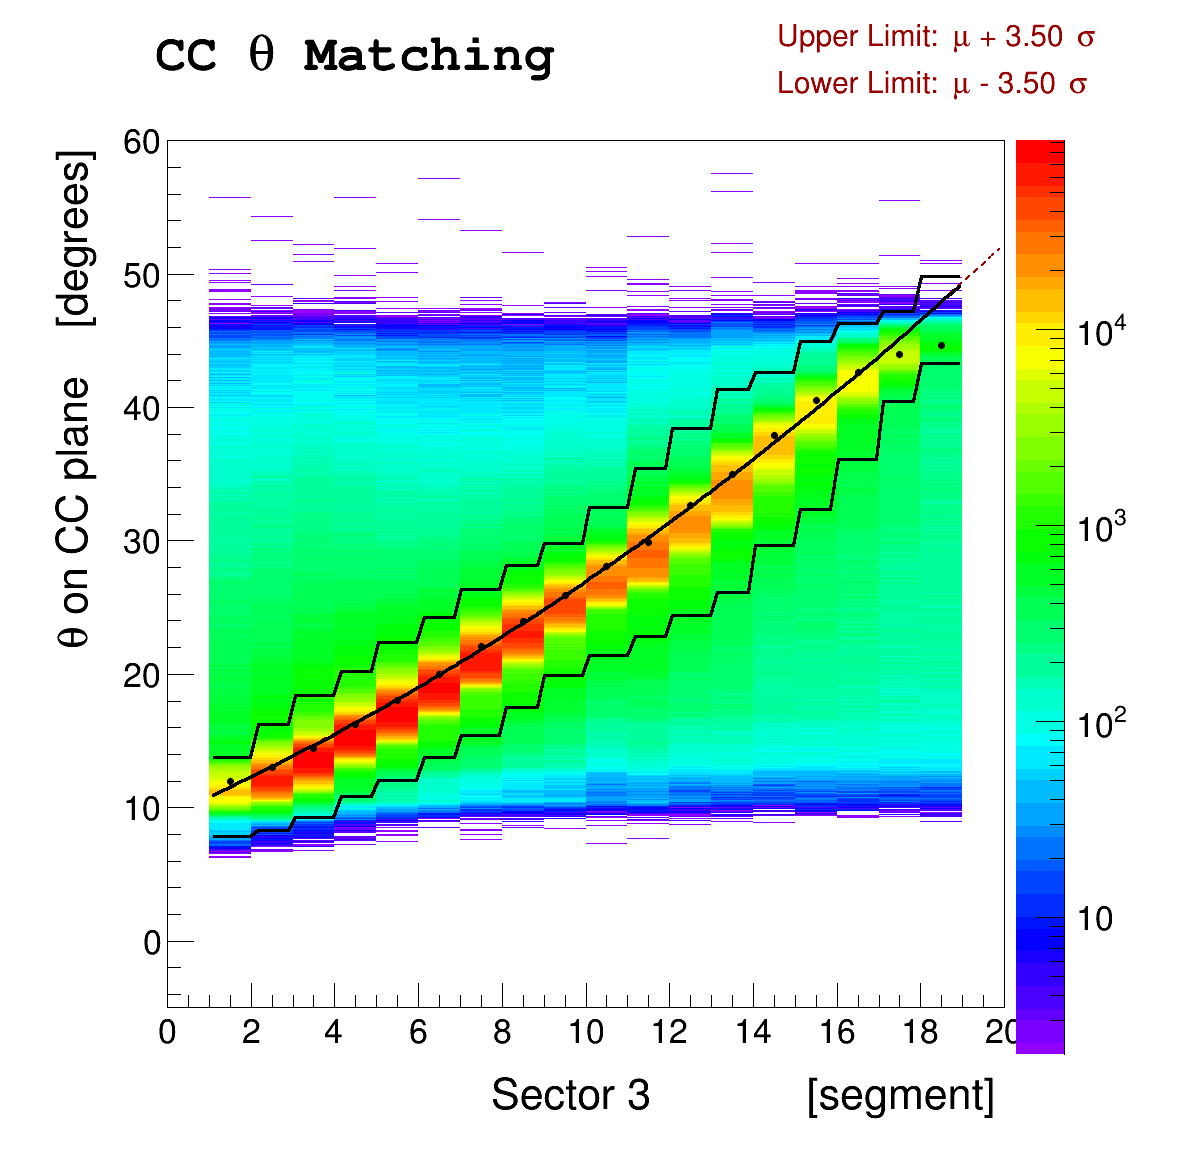 CC θ Matching
Upper Limit: μ + 3.50 σ
Lower Limit: μ - 3.50 σ
θ on CC plane [degrees]
60
50
40
30
20
10
0
0 2 4 6 8 10 12 14 16 18 20
Sector 3 [segment]
10⁴
10³
10²
10